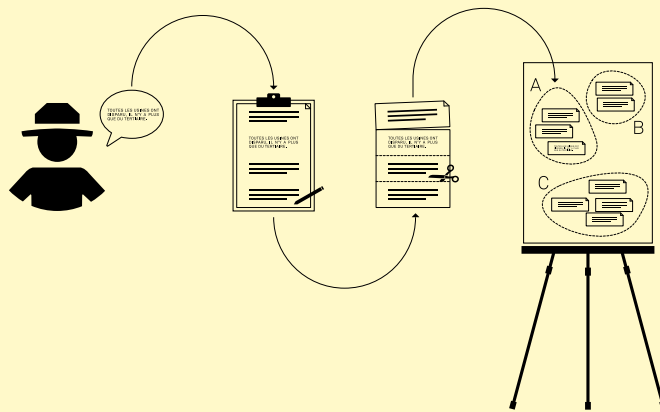 TOUTES LES USINES ONT
DISPARU, IL N'Y A PLUS
QUE DU TERTIAIRE.
TOUTES LES USINES ONT
DISPARU, IL N'Y A PLUS
QUE DU TERTIAIRE.
TOUTES LES USINES ONT
DISPARU, IL N'Y A PLUS
QUE DU TERTIAIRE.
A
B
C